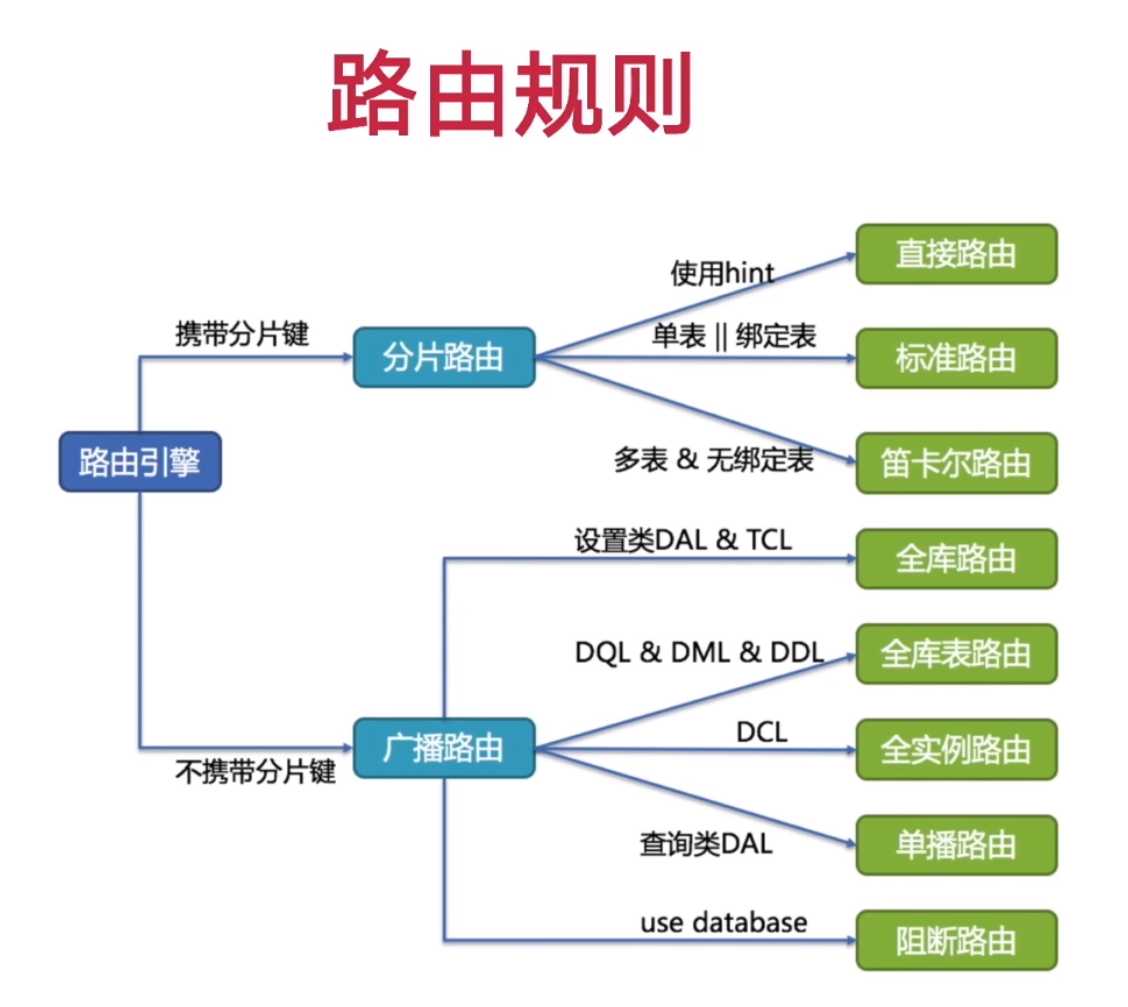 路由规则
使用hint
直接路由
携带分片键
分片路由
单表 || 绑定表
标准路由
路由引擎
多表 & 无绑定表
笛卡尔路由
设置类DAL & TCL
全库路由
DQL & DML & DDL
全库表路由
不携带分片键
广播路由
DCL
全实例路由
查询类DAL
单播路由
use database
阻断路由